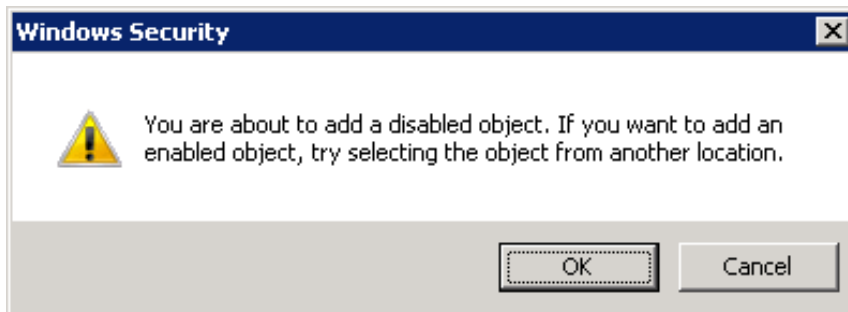 Windows Security
You are about to add a disabled object. If you want to add an
enabled object, try selecting the object from another location.
OK Cancel